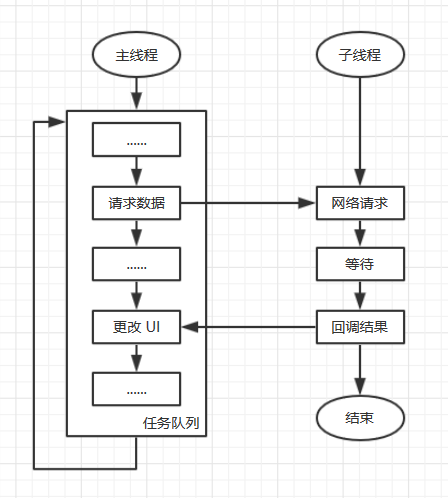 主线程
子线程
......
请求数据
网络请求
......
等待
更改 UI
回调结果
......
任务队列
结束